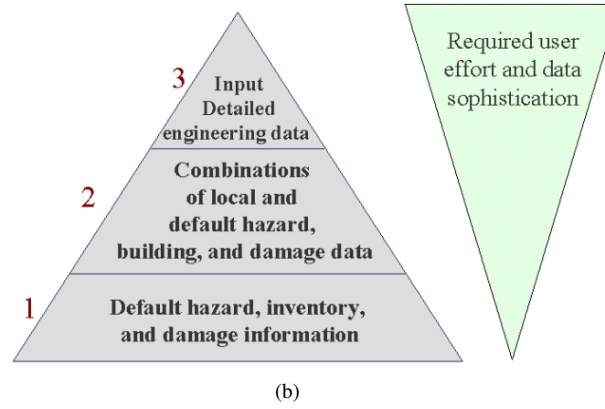 3
Input
Detailed
engineering data
2
Combinations
of local and
default hazard,
building, and damage data
1
Default hazard, inventory,
and damage information
Required user
effort and data
sophistication
(b)